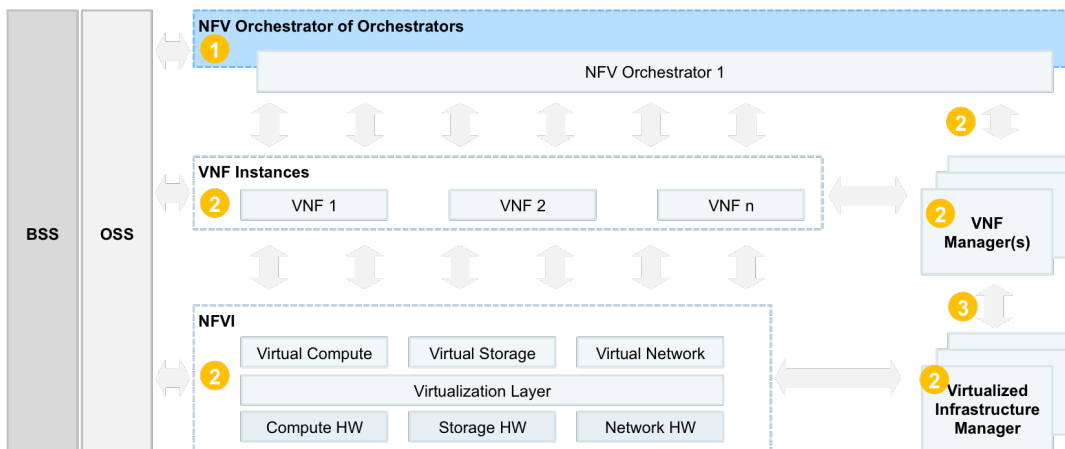 NFV Orchestrator of Orchestrators
1
NFV Orchestrator 1
2
VNF Instances
2
VNF 1
VNF 2
VNF n
2
VNF
Manager(s)
BSS
OSS
3
NFVI
Virtual Compute
Virtual Storage
Virtual Network
2
Virtualization Layer
2
Virtualized
Infrastructure
Manager
Compute HW
Storage HW
Network HW